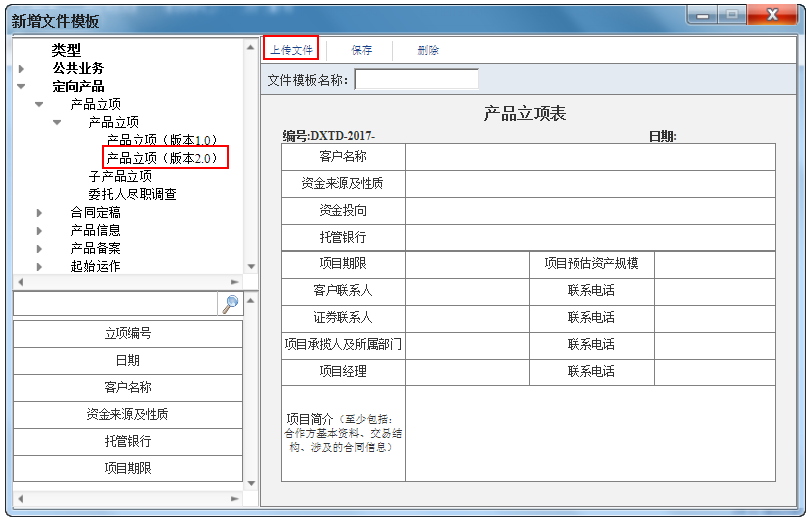 新增文件模板
类型
公共业务
定向产品
产品立项
产品立项
产品立项（版本1.0）
产品立项（版本2.0）
子产品立项
委托人尽职调查
合同定稿
产品信息
产品备案
起始运作
立项编号
日期
客户名称
资金来源及性质
托管银行
项目期限
上传文件 保存 删除
文件模板名称：
产品立项表
编号:DXTD-2017- 日期:
客户名称
资金来源及性质
资金投向
托管银行
项目期限 项目预估资产规模
客户联系人 联系电话
证券联系人 联系电话
项目承揽人及所属部门 联系电话
项目经理 联系电话
项目简介（至少包括：
合作方基本资料、交易结
构、涉及的合同信息）